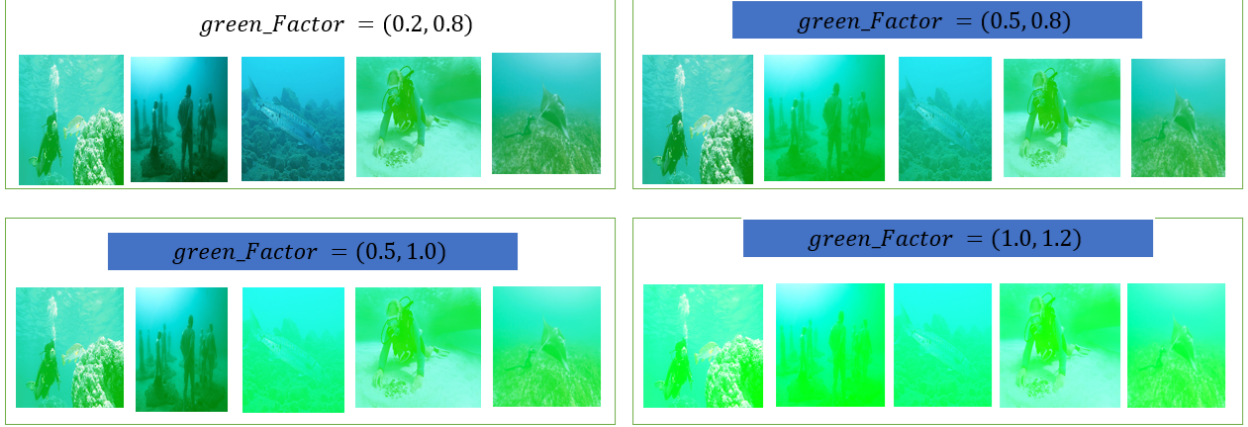 green_Factor = (0.2, 0.8)
green_Factor = (0.5, 0.8)
green_Factor = (0.5, 1.0)
green_Factor = (1.0, 1.2)